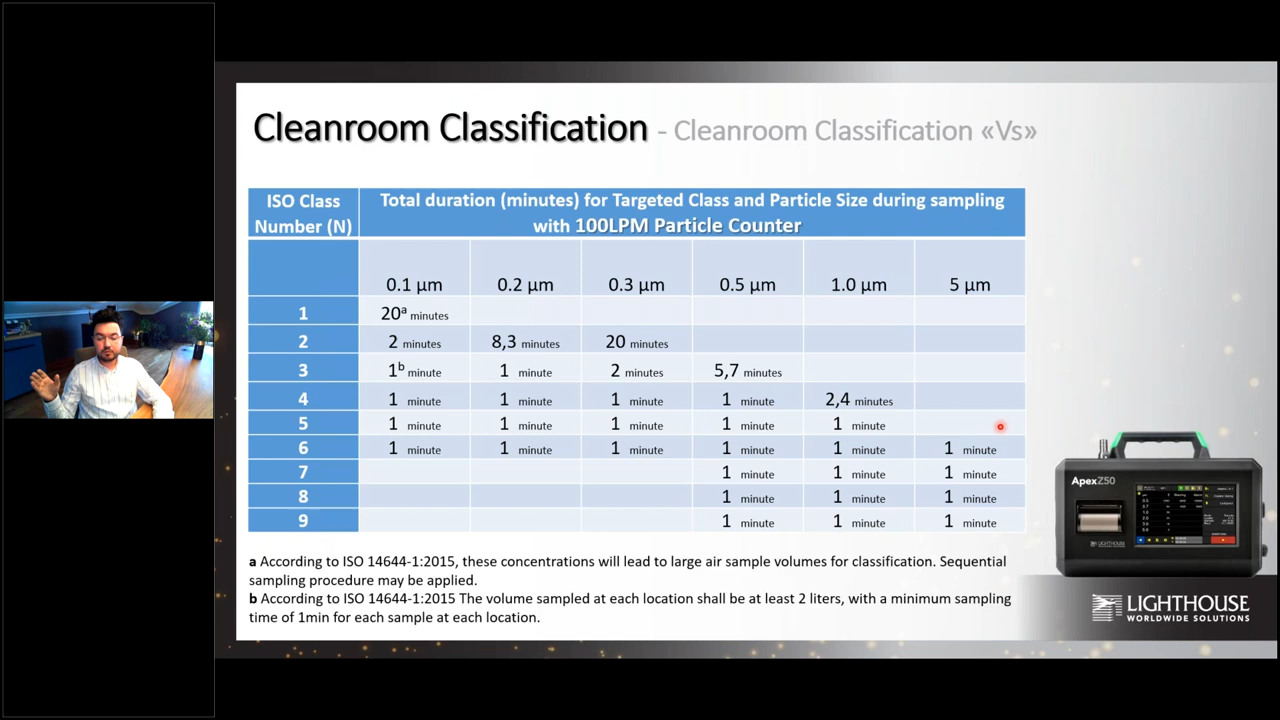 Cleanroom Classification - Cleanroom Classification «Vs»
ISO Class Number (N) Total duration (minutes) for Targeted Class and Particle Size during sampling with 100LPM Particle Counter
0.1 µm 0.2 µm 0.3 µm 0.5 µm 1.0 µm 5 µm
1 20ᵃ minutes
2 2 minutes 8,3 minutes 20 minutes
3 1ᵇ minute 1 minute 2 minutes 5,7 minutes
4 1 minute 1 minute 1 minute 1 minute 2,4 minutes
5 1 minute 1 minute 1 minute 1 minute 1 minute
6 1 minute 1 minute 1 minute 1 minute 1 minute 1 minute
7 1 minute 1 minute 1 minute
8 1 minute 1 minute 1 minute
9 1 minute 1 minute 1 minute
a According to ISO 14644-1:2015, these concentrations will lead to large air sample volumes for classification. Sequential
sampling procedure may be applied.
b According to ISO 14644-1:2015 The volume sampled at each location shall be at least 2 liters, with a minimum sampling
time of 1min for each sample at each location.
ApexZ50
LIGHTHOUSE
LIGHTHOUSE
WORLDWIDE SOLUTIONS